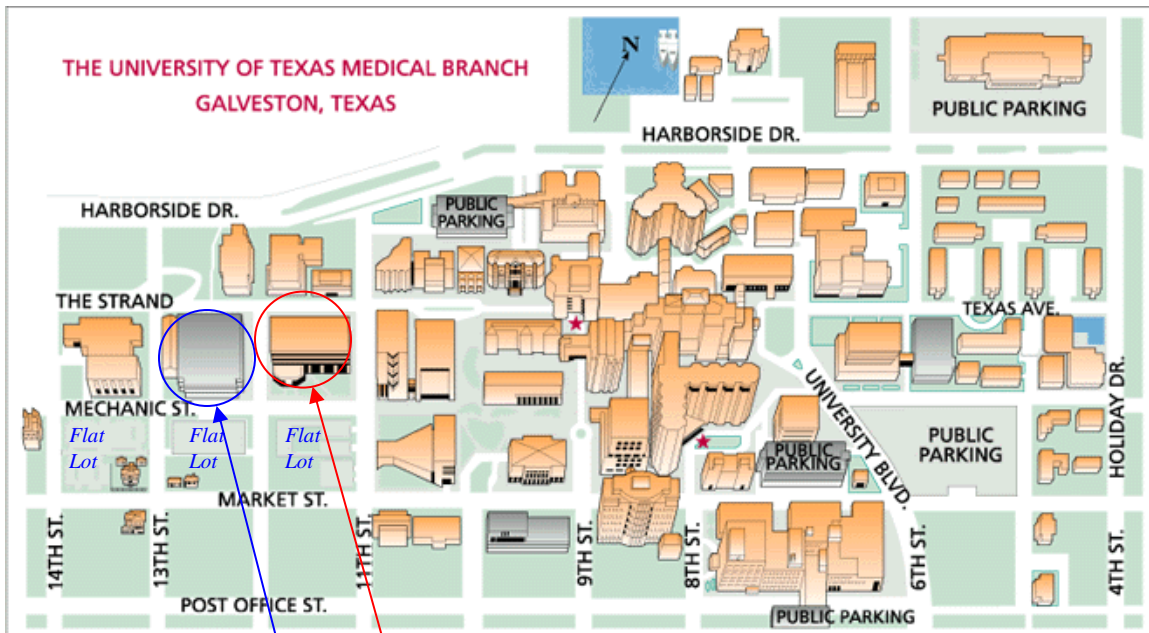 THE UNIVERSITY OF TEXAS MEDICAL BRANCH
GALVESTON, TEXAS
N
PUBLIC PARKING
HARBORSIDE DR.
HARBORSIDE DR.
PUBLIC
PARKING
THE STRAND
TEXAS AVE.
MECHANIC ST.
UNIVERSITY BLVD.
HOLIDAY DR.
Flat
Lot
Flat
Lot
Flat
Lot
PUBLIC
PARKING
PUBLIC
PARKING
MARKET ST.
14TH ST.
13TH ST.
11TH ST.
9TH ST.
8TH ST.
6TH ST.
4TH ST.
POST OFFICE ST.
PUBLIC PARKING